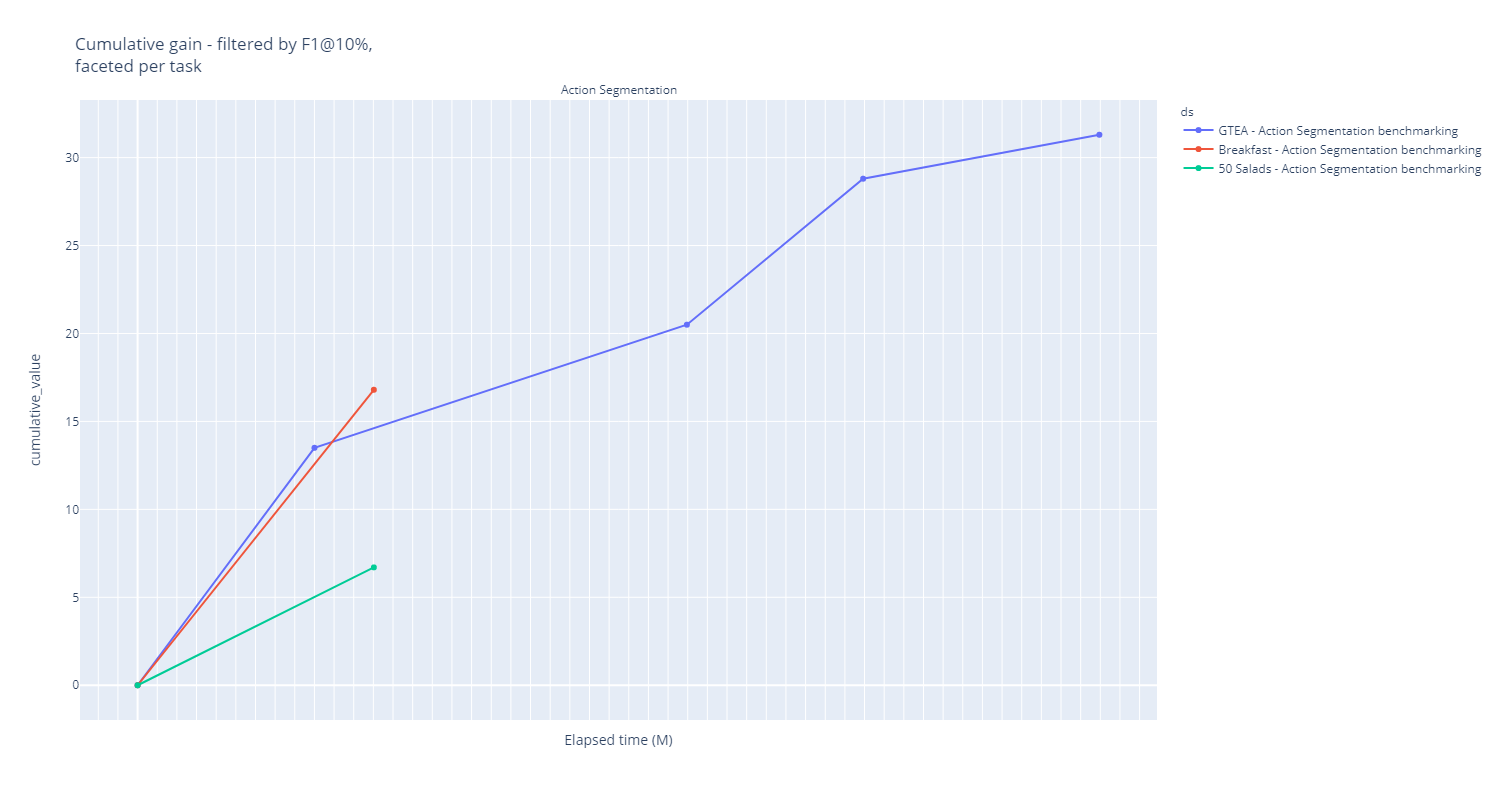 Cumulative gain - filtered by F1@10%,
faceted per task
Action Segmentation
ds
GTEA - Action Segmentation benchmarking
Breakfast - Action Segmentation benchmarking
50 Salads - Action Segmentation benchmarking
30
25
20
15
10
5
0
cumulative_value
Elapsed time (M)